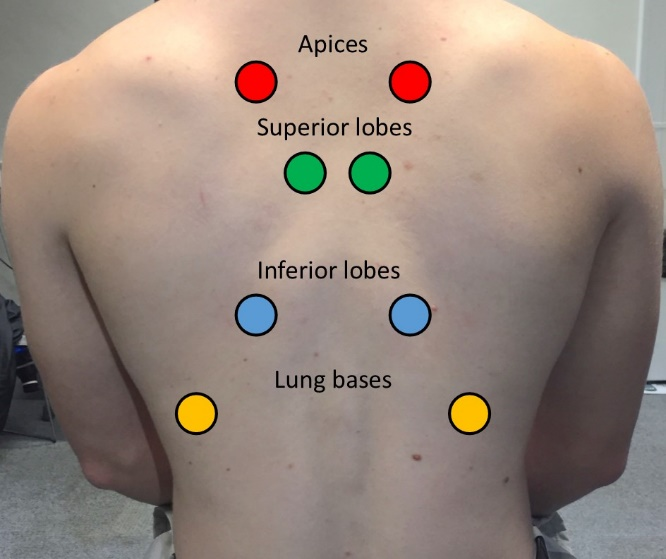 Apices
Superior lobes
Inferior lobes
Lung bases